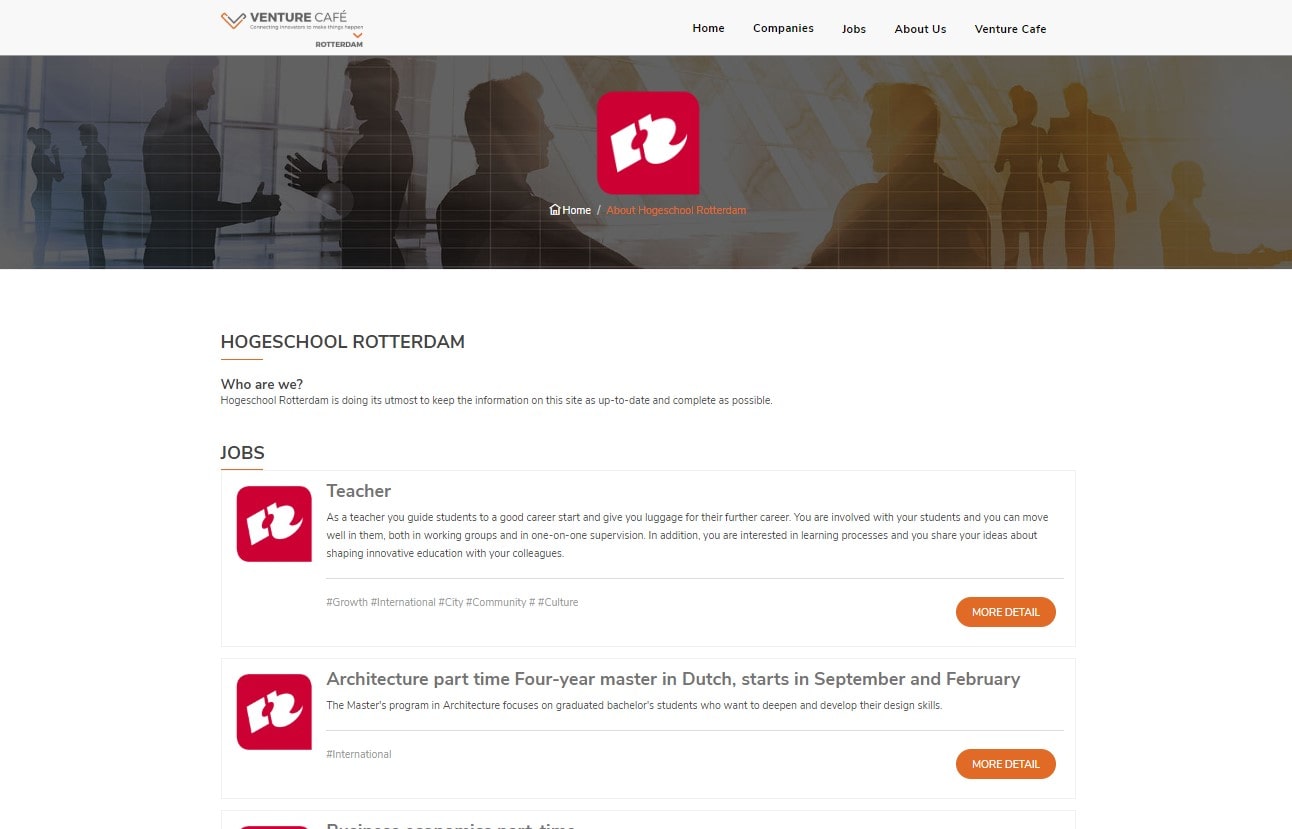 VENTURE CAFÉ
Connecting innovators to make things happen
ROTTERDAM
Home
Companies
Jobs
About Us
Venture Cafe
Home / About Hogeschool Rotterdam
HOGESCHOOL ROTTERDAM
Who are we?
Hogeschool Rotterdam is doing its utmost to keep the information on this site as up-to-date and complete as possible.
JOBS
Teacher
As a teacher you guide students to a good career start and give you luggage for their further career. You are involved with your students and you can move
well in them, both in working groups and in one-on-one supervision. In addition, you are interested in learning processes and you share your ideas about
shaping innovative education with your colleagues.
#Growth #International #City #Community # #Culture
MORE DETAIL
Architecture part time Four-year master in Dutch, starts in September and February
The Master's program in Architecture focuses on graduated bachelor's students who want to deepen and develop their design skills.
#International
MORE DETAIL
Business economics part-time